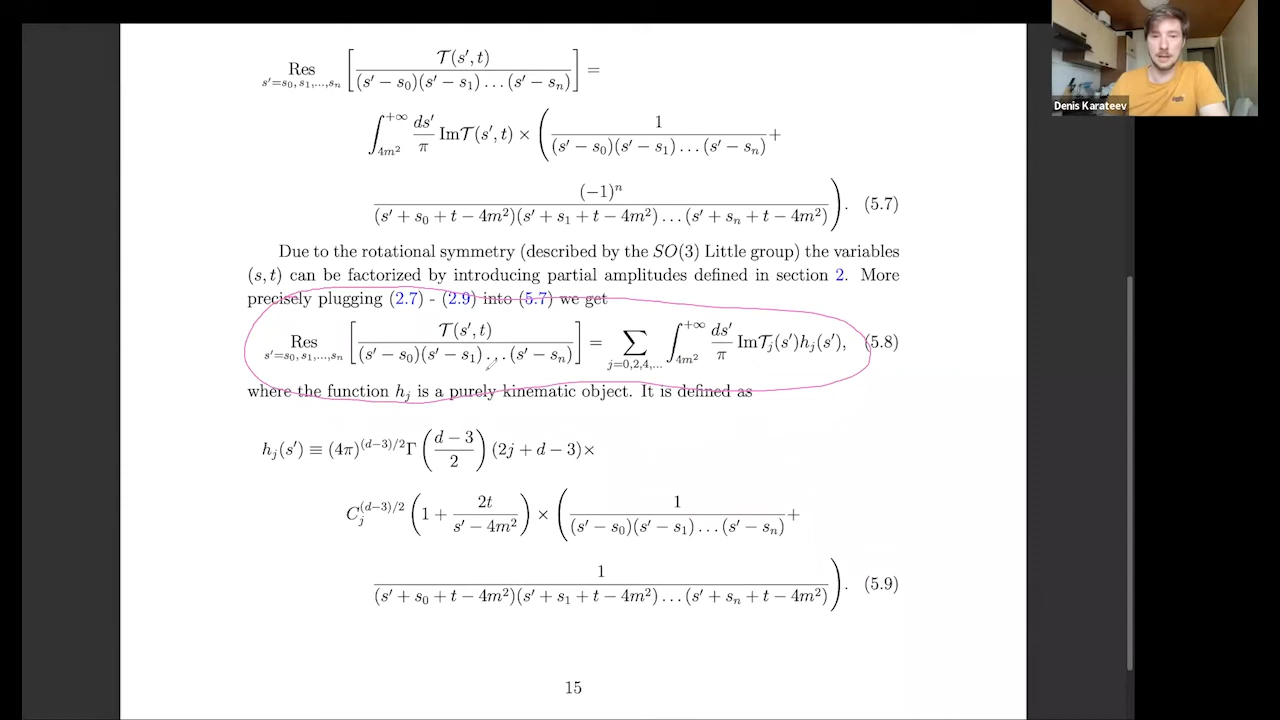 Res_{s'=s_0, s_1, ..., s_n} [ 𝒯(s', t) / (s' − s_0)(s' − s_1) . . . (s' − s_n) ] =
∫_{4m^2}^{+∞} ds'/π Im𝒯(s', t) × ( 1 / (s' − s_0)(s' − s_1) . . . (s' − s_n) +
(−1)^n / (s' + s_0 + t − 4m^2)(s' + s_1 + t − 4m^2) . . . (s' + s_n + t − 4m^2) ) . (5.7)
Due to the rotational symmetry (described by the SO(3) Little group) the variables
(s, t) can be factorized by introducing partial amplitudes defined in section 2. More
precisely plugging (2.7) - (2.9) into (5.7) we get
Res_{s'=s_0, s_1, ..., s_n} [ 𝒯(s', t) / (s' − s_0)(s' − s_1) . . . (s' − s_n) ] = ∑_{j=0,2,4,...} ∫_{4m^2}^{+∞} ds'/π Im𝒯_j(s')h_j(s'), (5.8)
where the function h_j is a purely kinematic object. It is defined as
h_j(s') ≡ (4π)^{(d−3)/2} Γ ( d − 3 / 2 ) (2j + d − 3)×
C_j^{(d−3)/2} ( 1 + 2t / s' − 4m^2 ) × ( 1 / (s' − s_0)(s' − s_1) . . . (s' − s_n) +
1 / (s' + s_0 + t − 4m^2)(s' + s_1 + t − 4m^2) . . . (s' + s_n + t − 4m^2) ) . (5.9)
15
Denis Karateev